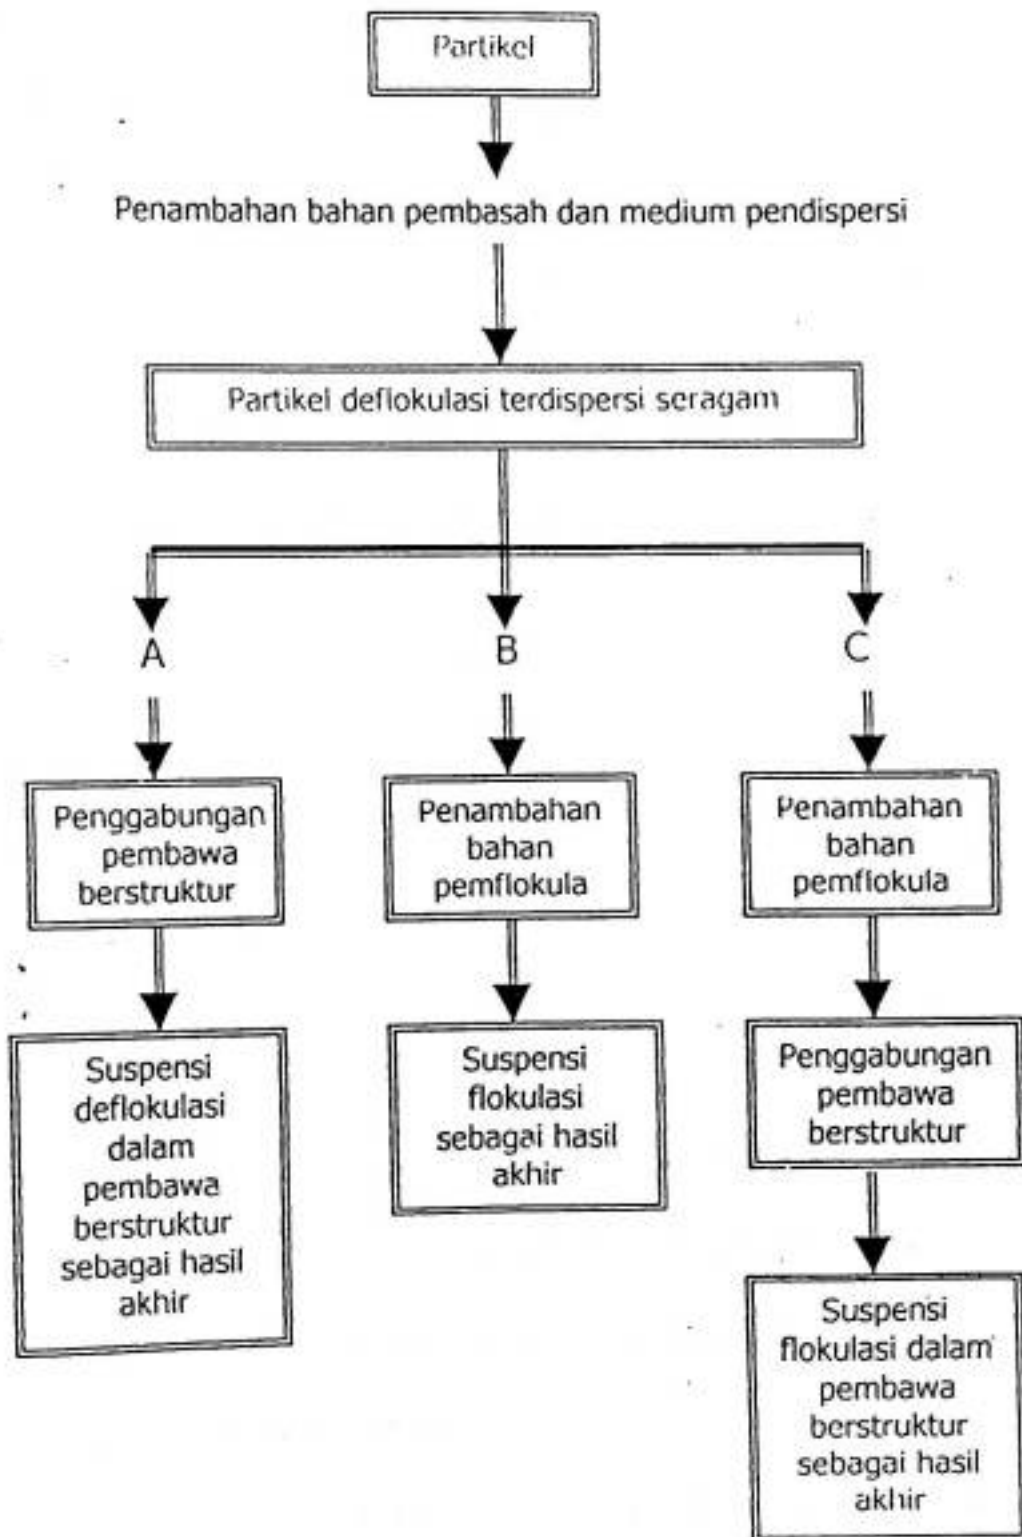 Partikel
Penambahan bahan pembasah dan medium pendispersi
Partikel deflokulasi terdispersi seragam
A
B
C
Penggabungan
pembawa
berstruktur
Penambahan
bahan
pemflokula
Penambahan
bahan
pemflokula
Suspensi
deflokulasi
dalam
pembawa
berstruktur
sebagai hasil
akhir
Suspensi
flokulasi
sebagai hasil
akhir
Penggabungan
pembawa
berstruktur
Suspensi
flokulasi dalam
pembawa
berstruktur
sebagai hasil
akhir